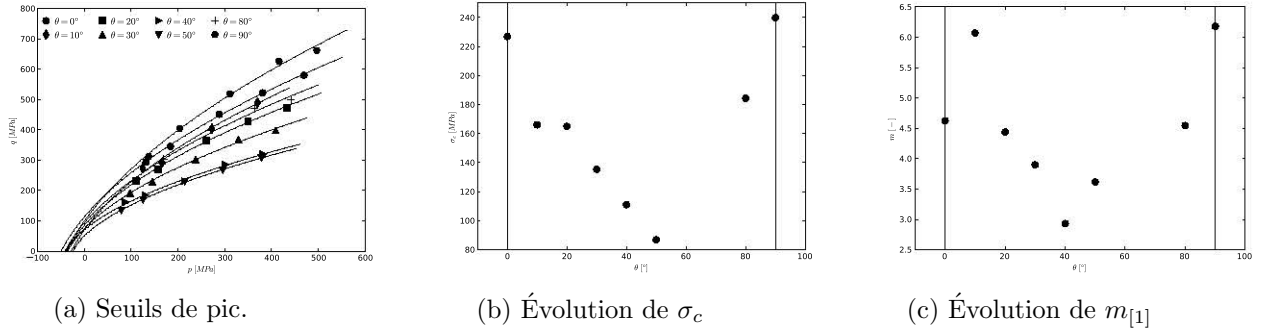 800
700
600
500
400
300
200
100
0
q [MPa]
θ = 0° θ = 20° θ = 40° θ = 80°
θ = 10° θ = 30° θ = 50° θ = 90°
−100 0 100 200 300 400 500 600
p [MPa]
(a) Seuils de pic.
240
220
200
180
160
140
120
100
80
σc [MPa]
0 20 40 60 80 100
θ [°]
(b) Évolution de σc
6.5
6.0
5.5
5.0
4.5
4.0
3.5
3.0
2.5
m [−]
0 20 40 60 80 100
θ [°]
(c) Évolution de m[1]